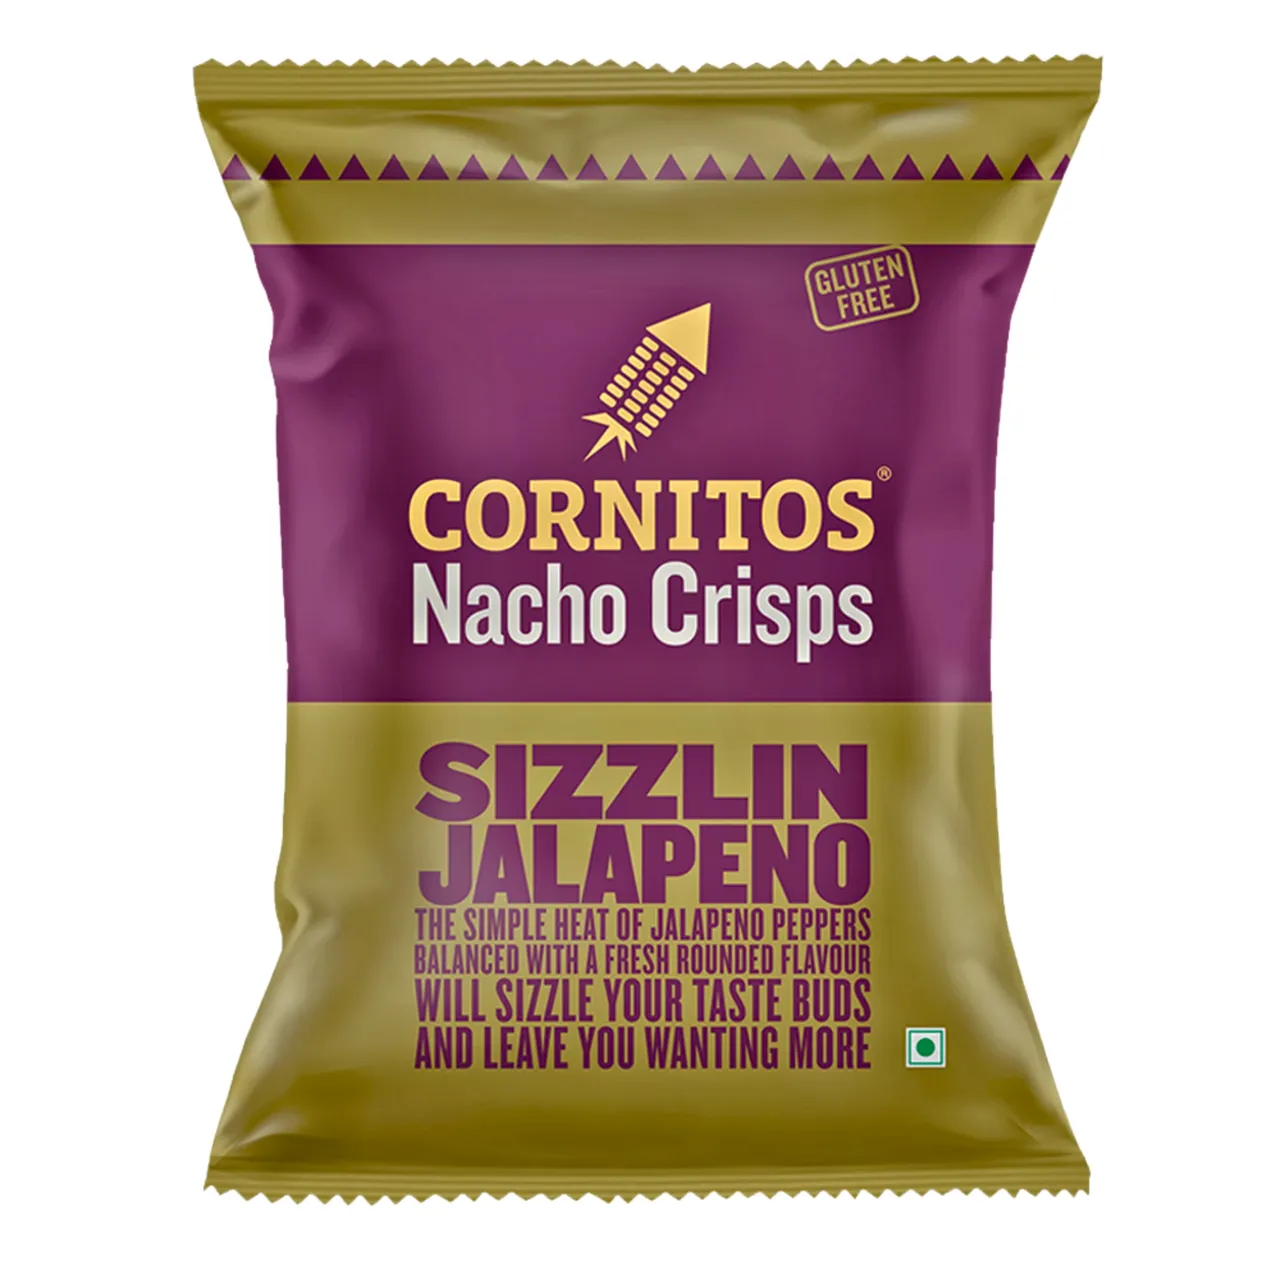 GLUTEN
FREE
CORNITOS®
Nacho Crisps
SIZZLIN
JALAPENO
THE SIMPLE HEAT OF JALAPENO PEPPERS
BALANCED WITH A FRESH ROUNDED FLAVOUR
WILL SIZZLE YOUR TASTE BUDS
AND LEAVE YOU WANTING MORE